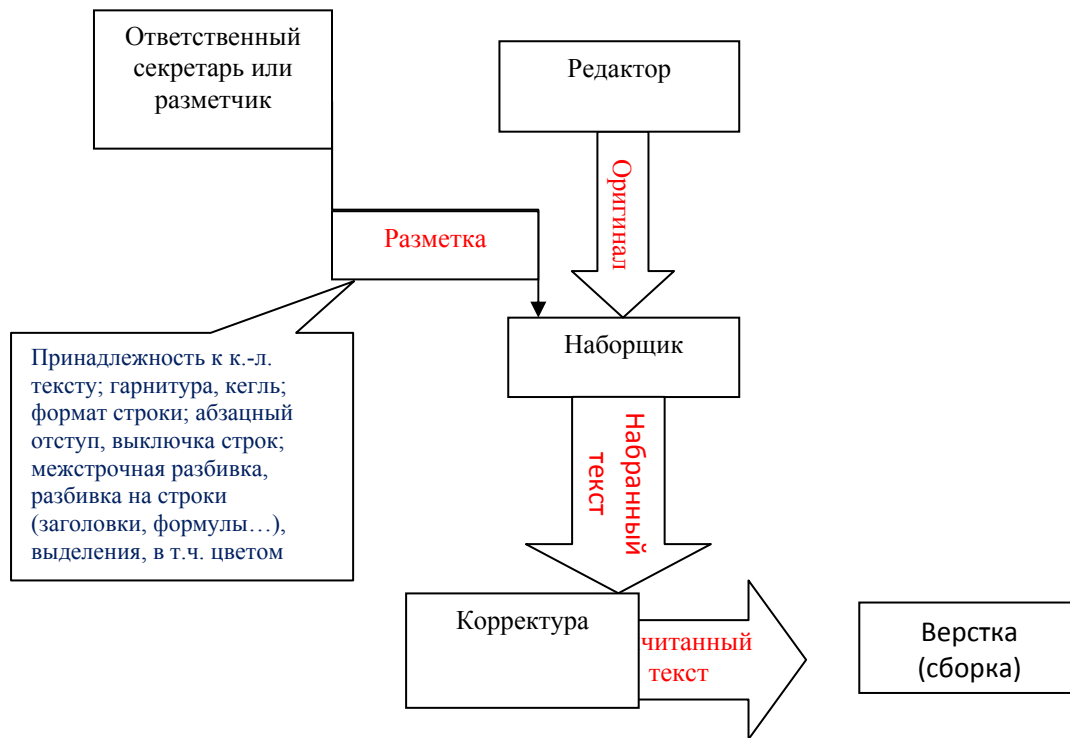 Ответственный
секретарь или
разметчик
Редактор
Оригинал
Разметка
Наборщик
Принадлежность к к.-л.
тексту; гарнитура, кегль;
формат строки; абзацный
отступ, выключка строк;
межстрочная разбивка,
разбивка на строки
(заголовки, формулы…),
выделения, в т.ч. цветом
Набранный
текст
Корректура
читанный
текст
Верстка
(сборка)